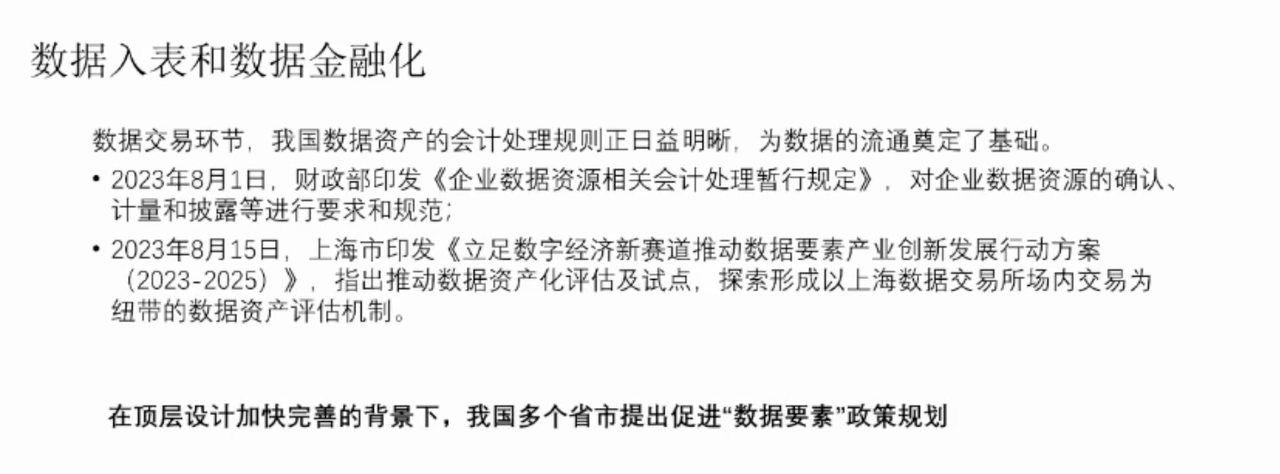 数据入表和数据金融化
数据交易环节，我国数据资产的会计处理规则正日益明晰，为数据的流通奠定了基础。
• 2023年8月1日，财政部印发《企业数据资源相关会计处理暂行规定》，对企业数据资源的确认、
计量和披露等进行要求和规范；
• 2023年8月15日，上海市印发《立足数字经济新赛道推动数据要素产业创新发展行动方案
（2023-2025）》，指出推动数据资产化评估及试点，探索形成以上海数据交易所场内交易为
纽带的数据资产评估机制。
在顶层设计加快完善的背景下，我国多个省市提出促进“数据要素”政策规划